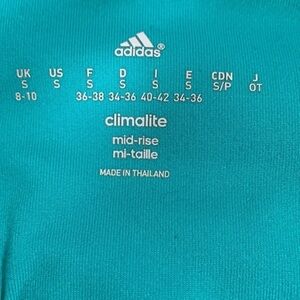 adidas®
UK US F D I E CDN J
S S S S S S S/P OT
8-10 36-38 34-36 40-42 34-36
climalite
mid-rise
mi-taille
MADE IN THAILAND